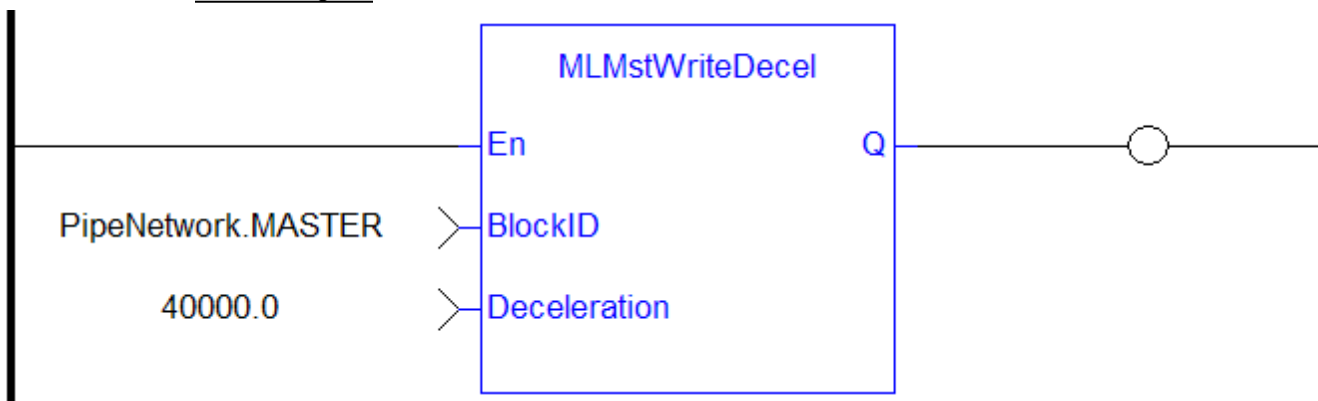 MLMstWriteDecel
En Q
PipeNetwork.MASTER BlockID
40000.0 Deceleration